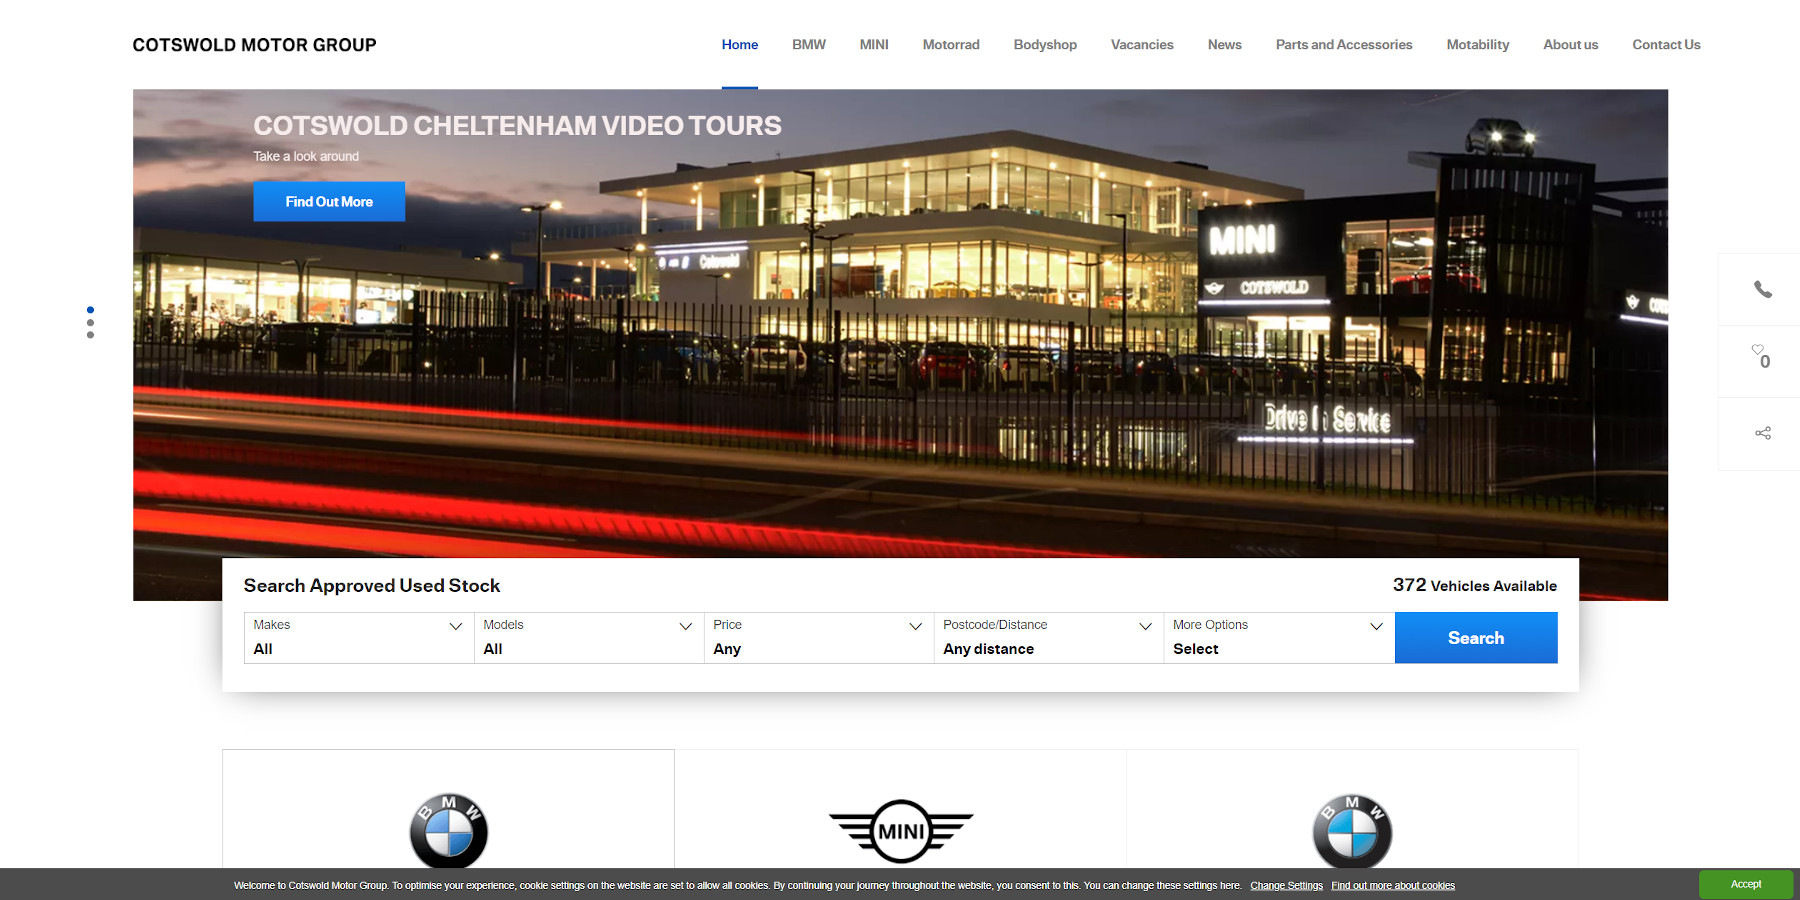 COTSWOLD MOTOR GROUP
Home BMW MINI Motorrad Bodyshop Vacancies News Parts and Accessories Motability About us Contact Us
COTSWOLD CHELTENHAM VIDEO TOURS
Take a look around
Find Out More
MINI
Cotswold
COTSWOLD
Drive In Service
0
Search Approved Used Stock
372 Vehicles Available
Makes Models Price Postcode/Distance More Options
All All Any Any distance Select
Search
BMW
MINI
BMW
Welcome to Cotswold Motor Group. To optimise your experience, cookie settings on the website are set to allow all cookies. By continuing your journey throughout the website, you consent to this. You can change these settings here. Change Settings Find out more about cookies
Accept